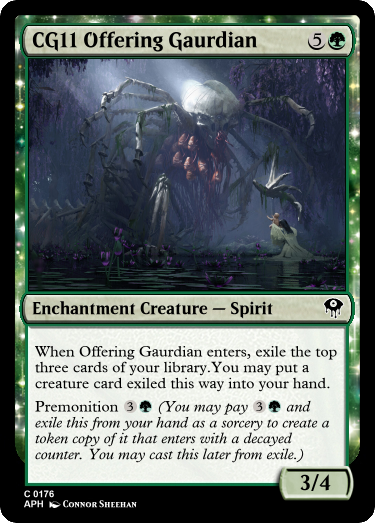 CG11 Offering Gaurdian 5
Enchantment Creature — Spirit
When Offering Gaurdian enters, exile the top
three cards of your library.You may put a
creature card exiled this way into your hand.
Premonition 3 (You may pay 3 and
exile this from your hand as a sorcery to create a
token copy of it that enters with a decayed
counter. You may cast this later from exile.)
3/4
C 0176
APH Connor Sheehan